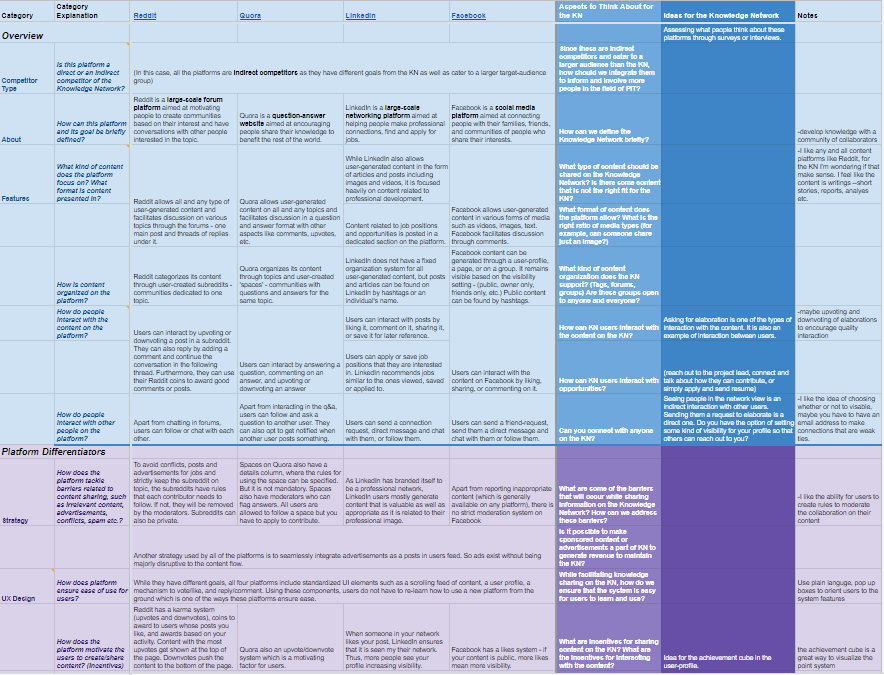 Category
Category
Explanation
Reddit
Quora
LinkedIn
Facebook
Aspects to Think About for
the KN
Ideas for the Knowledge Network
Notes
Overview
Assessing what people think about these
platforms through surveys or interviews.
Competitor
Type
Is this platform a
direct or an indirect
competitor of the
Knowledge Network?
(In this case, all the platforms are indirect competitors as they have different goals from the KN as well as cater to a larger target-audience
group)
Since these are indirect
competitors and cater to a
larger audience than the KN,
how should we integrate them
to inform and involve more
people in the field of PIT?
About
How can this platform
and its goal be briefly
defined?
Reddit is a large-scale forum
platform aimed at motivating
people to create communities
based on their interest and have
conversations with other people
interested in the topic.
Quora is a question-answer
website aimed at encouraging
people share their knowledge to
benefit the rest of the world.
LinkedIn is a large-scale
networking platform aimed at
helping people make professional
connections, find and apply for
jobs.
Facebook is a social media
platform aimed at connecting
people with their families, friends,
and communities of people who
share their interests.
How can we define the
Knowledge Network briefly?
-develop knowledge with a
community of collaborators
Features
What kind of content
does the platform
focus on? What
format is content
presented in?
Reddit allows all and any type of
user-generated content and
facilitates discussion on various
topics through the forums - one
main post and threads of replies
under it.
Quora allows user-generated
content on all and any topics and
facilitates discussion in a question
and answer format with other
aspects like comments, upvotes,
etc.
While LinkedIn also allows
user-generated content in the form
of articles and posts including
images and videos, it is focused
heavily on content related to
professional development.
Content related to job positions
and opportunities is posted in a
dedicated section on the platform.
Facebook allows user-generated
content in various forms of media
such as videos, images, text.
Facebook facilitates discussion
through comments.
What type of content should be
shared on the Knowledge
Network? Is there some content
that is not the right fit for the
KN?
What format of content does
the platform allow? What is the
right ratio of media types (for
example, can someone share
just an image?)
-I like any and all content
platforms like Reddit, for
the KN I'm wondering if that
make sense. I feel like the
content is writings --short
stories, reports, analyes
etc.
How is content
organized on the
platform?
Reddit categorizes its content
through user-created subreddits -
communities dedicated to one
topic.
Quora organizes its content
through topics and user-created
'spaces' - communities with
questions and answers for the
same topic.
LinkedIn does not have a fixed
organization system for all
user-generated content, but posts
and articles can be found on
LinkedIn by hashtags or an
individual's name.
Facebook content can be
generated through a user-profile,
a page, or on a group. It remains
visible based on the visibility
setting - (public, owner only,
friends only, etc.) Public content
can be found by hashtags.
What kind of content
organization does the KN
support? (Tags, forums,
groups) Are these groups open
to anyone and everyone?
How do people
interact with the
content on the
platform?
Users can interact by upvoting or
downvoting a post in a subreddit.
They can also reply by adding a
comment and continue the
conversation in the following
thread. Furthermore, they can use
their Reddit coins to award good
comments or posts.
Users can interact by answering a
question, commenting on an
answer, and upvoting or
downvoting an answer
Users can interact with posts by
liking it, comment on it, sharing it,
or save it for later reference.
Users can apply or save job
positions that they are interested
in. LinkedIn recommends jobs
similar to the ones viewed, saved
or applied to.
Users can interact with the
content on Facebook by liking,
sharing, or commenting on it.
How can KN users interact with
the content on the KN?
Asking for elaboration is one of the types of
interaction with the content. It is also an
example of interaction between users.
-maybe upvoting and
downvoting of elaborations
to encourage quality
interaction
How can KN users interact with
opportunities?
(reach out to the project lead, connect and
talk about how they can contribute, or
simply apply and send resume)
How do people
interact with other
people on the
platform?
Apart from chatting in forums,
users can follow or chat with each
other.
Apart from interacting in the q&a,
users can follow and ask a
question to another user. They
can also opt to get notified when
another user posts something.
Users can send a connection
request, direct message and chat
with them, or follow them.
Users can send a friend-request,
send them a direct message and
chat with them or follow them.
Can you connect with anyone
on the KN?
Seeing people in the network view is an
indirect interaction with other users.
Sending them a request to elaborate is a
direct one. Do you have the option of setting
some kind of visibility for your profile so that
others can reach out to you?
-I like the idea of choosing
whether or not to visable,
maybe you have to have an
email address to make
connections that are weak
ties.
Platform Differentiators
Strategy
How does the
platform tackle
barriers related to
content sharing, such
as irrelevant content,
advertisements,
conflicts, spam etc.?
To avoid conflicts, posts and
advertisements for jobs and
strictly keep the subreddit on
topic, the subreddits have rules
that each contributor needs to
follow. If not, they will be removed
by the moderators. Subreddits can
also be private.
Spaces on Quora also have a
details column, where the rules for
using the space can be specified.
But it is not mandatory. Spaces
also have moderators who can
flag answers. All users are
allowed to follow a space but you
have to apply to contribute.
As LinkedIn has branded itself to
be a professional network,
LinkedIn users mostly generate
content that is valuable as well as
appropriate as it is related to their
professional image.
Apart from reporting inappropriate
content (which is generally
available on any platform), there is
no strict moderation system on
Facebook
What are some of the barriers
that will occur while sharing
information on the Knowledge
Network? How can we address
these barriers?
-I like the ability for users to
create rules to moderate
the collaboration on their
content
Another strategy used by all of the platforms is to seamlessly integrate advertisements as a posts in users feed. So ads exist without being
majorly disruptive to the content flow.
Is it possible to make
sponsored content or
advertisements a part of KN to
generate revenue to maintain
the KN?
UX Design
How does platform
ensure ease of use for
users?
While they have different goals, all four platforms include standardized UI elements such as a scrolling feed of content, a user profile, a
mechanism to vote/like, and reply/comment. Using these components, users do not have to re-learn how to use a new platform from the
ground which is one of the ways these platforms ensure ease.
While facilitating knowledge
sharing on the KN, how do we
ensure that the system is easy
for users to learn and use?
Use plain languge, pop up
boxes to orient users to the
system features
How does the
platform motivate the
users to create/share
content? (Incentives)
Reddit has a karma system
(upvotes and downvotes), coins to
award to users whose posts you
like, and awards based on your
activity. Content with the most
upvotes get shown at the top of
the page. Downvotes push the
content to the bottom of the page.
Quora also an upvote/downvote
system which is a motivating
factor for users.
When someone in your network
likes your post, LinkedIn ensures
that it is seen my their network.
Thus, more people see your
profile increasing visibility.
Facebook has a likes system - if
your content is public, more likes
mean more visibility.
What are incentives for sharing
content on the KN? What are
the incentives for interacting
with the content?
Idea for the achievement cube in the
user-profile.
the achievement cube is a
great way to visualize the
point system